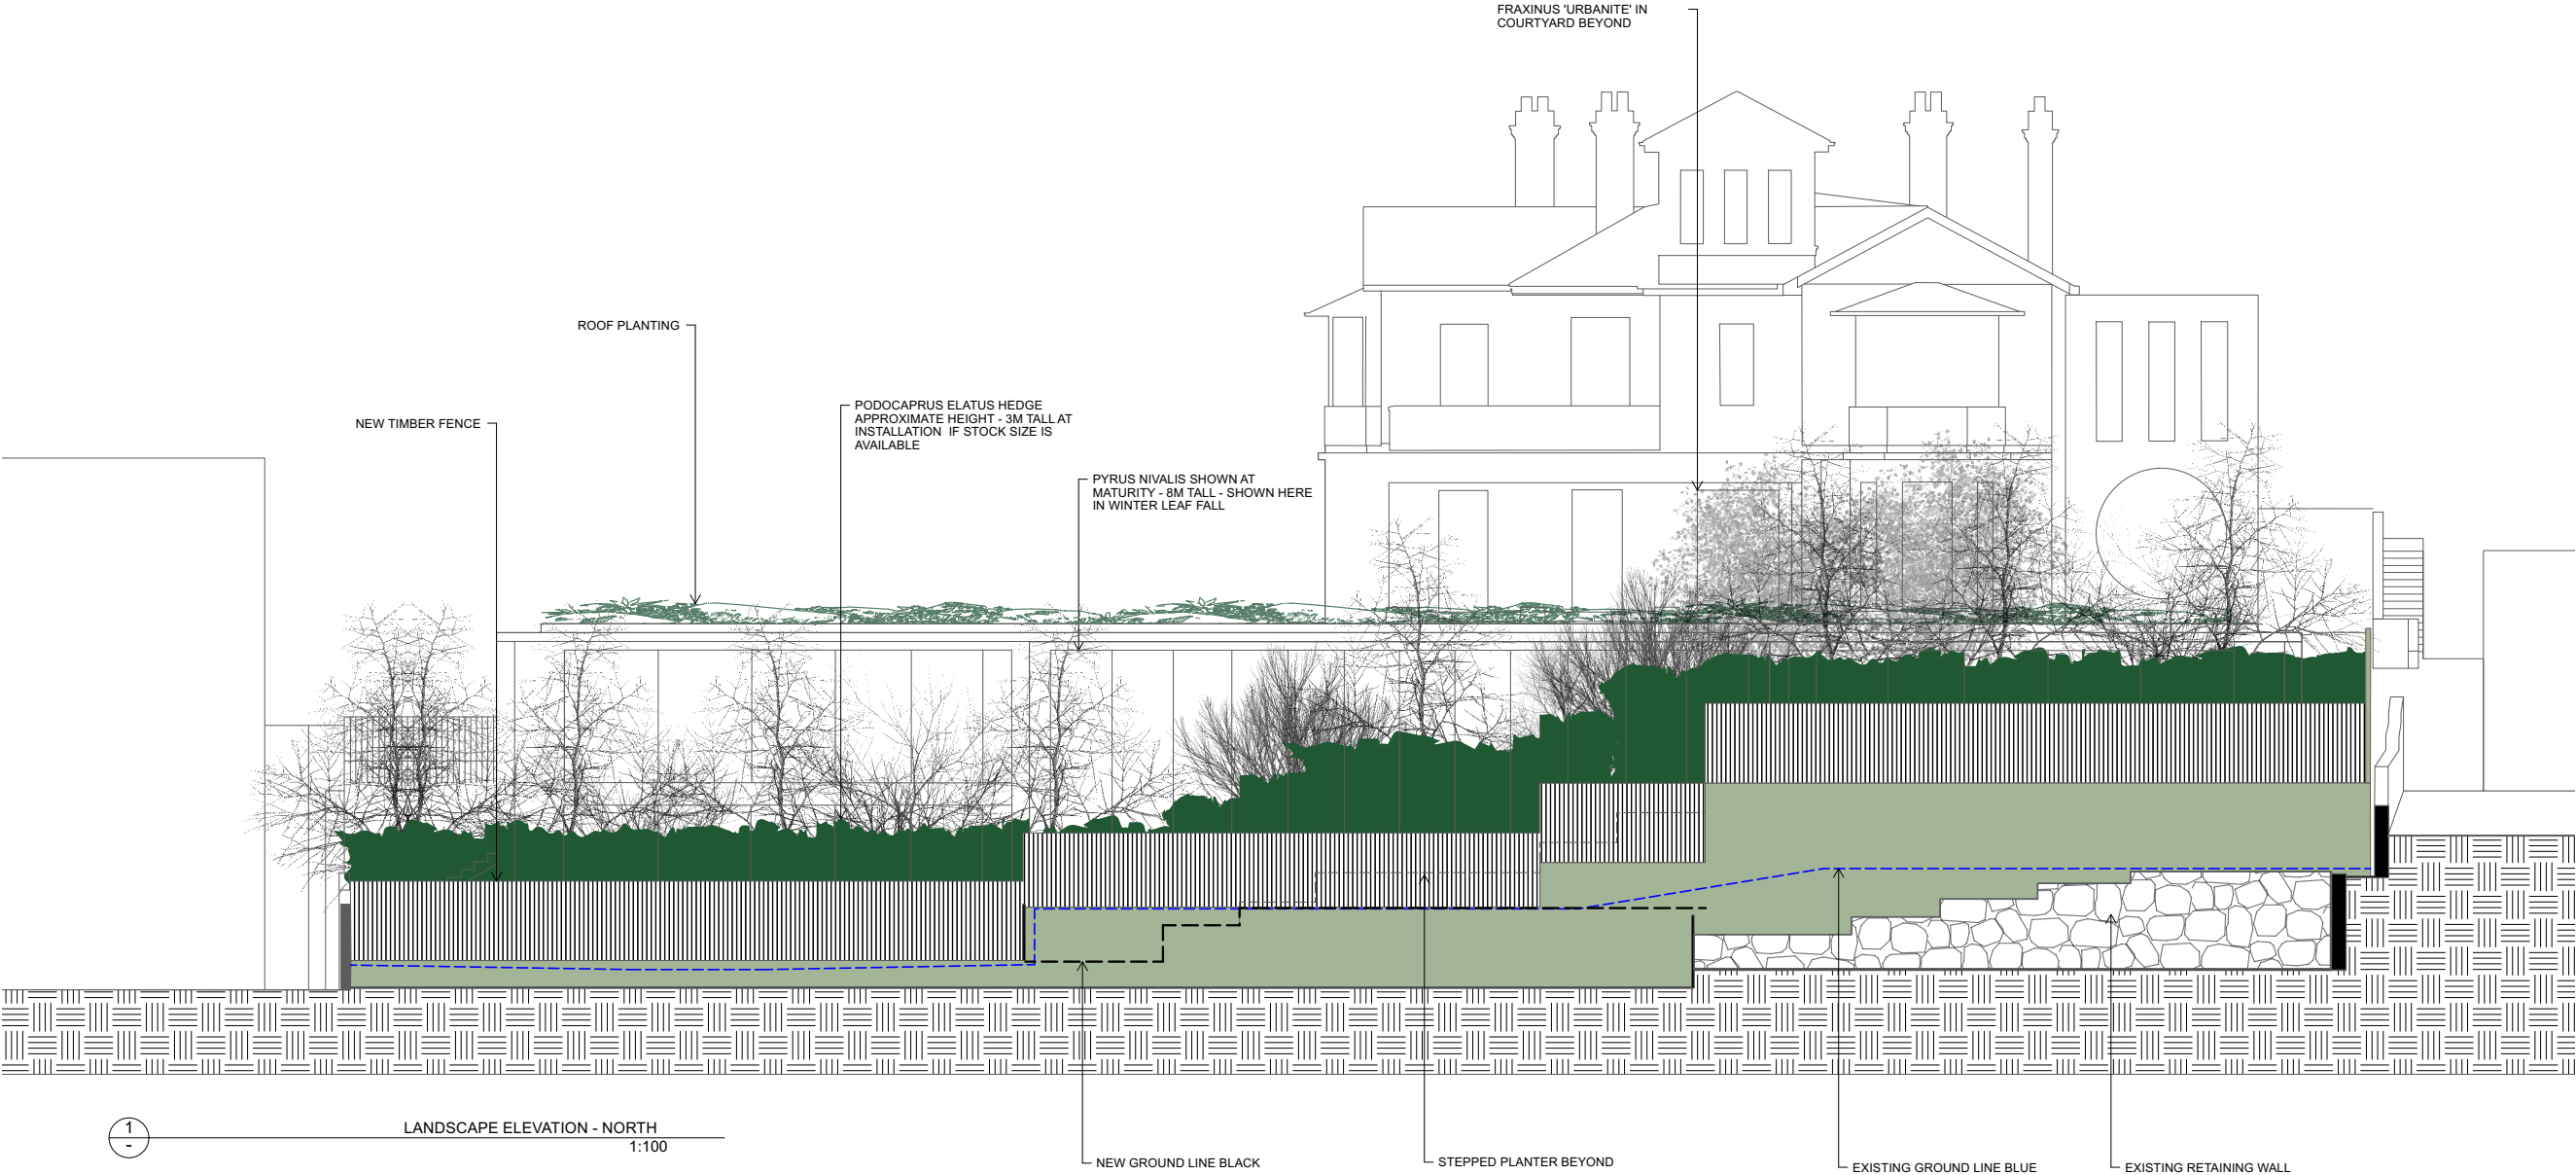 FRAXINUS 'URBANITE' IN
COURTYARD BEYOND
ROOF PLANTING
PODOCAPRUS ELATUS HEDGE
APPROXIMATE HEIGHT - 3M TALL AT
INSTALLATION IF STOCK SIZE IS
AVAILABLE
NEW TIMBER FENCE
PYRUS NIVALIS SHOWN AT
MATURITY - 8M TALL - SHOWN HERE
IN WINTER LEAF FALL
1
-
LANDSCAPE ELEVATION - NORTH
1:100
NEW GROUND LINE BLACK
STEPPED PLANTER BEYOND
EXISTING GROUND LINE BLUE
EXISTING RETAINING WALL